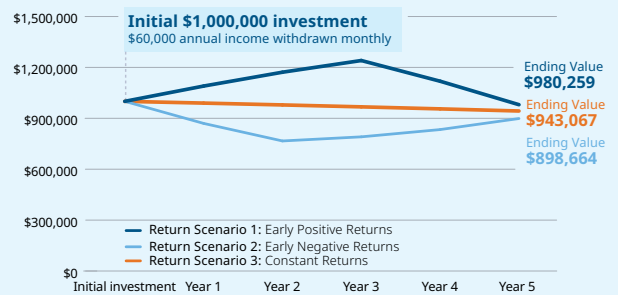 $1,500,000
Initial $1,000,000 investment
$60,000 annual income withdrawn monthly
$1,200,000
Ending Value
$980,259
Ending Value
$943,067
$900,000
Ending Value
$898,664
$600,000
$300,000
Return Scenario 1: Early Positive Returns
Return Scenario 2: Early Negative Returns
Return Scenario 3: Constant Returns
$0
Initial investment Year 1 Year 2 Year 3 Year 4 Year 5